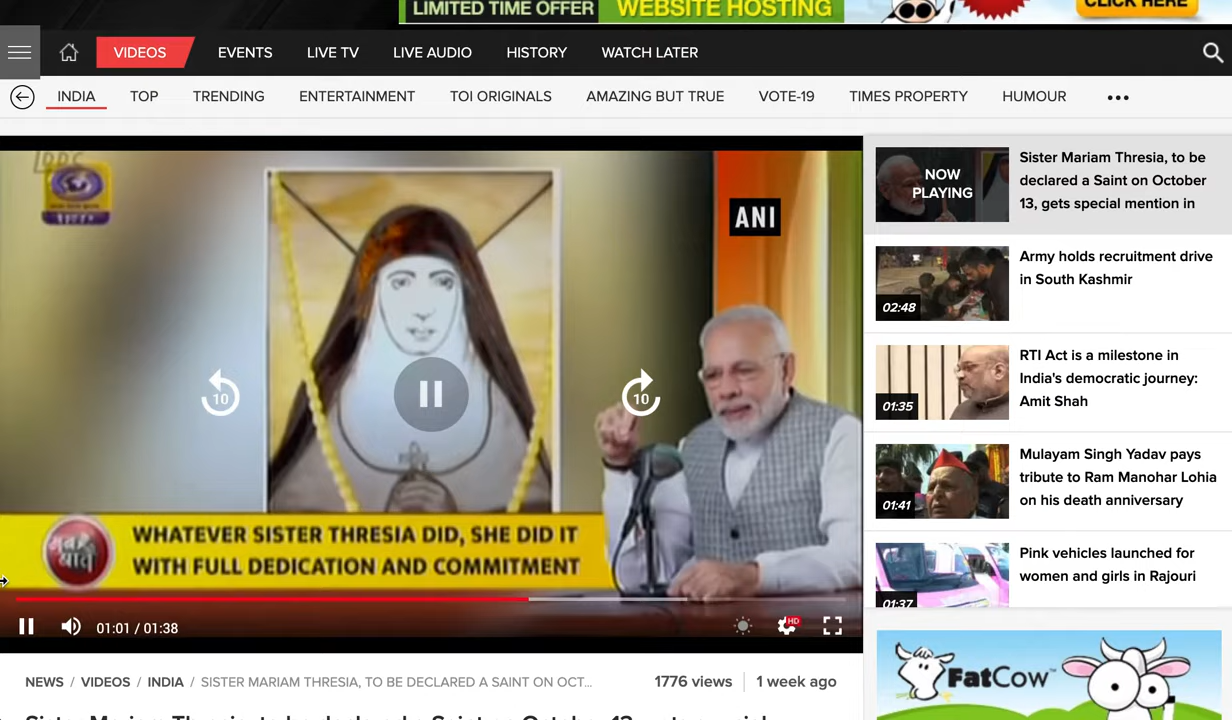 LIMITED TIME OFFER WEBSITE HOSTING CLICK HERE
VIDEOS EVENTS LIVE TV LIVE AUDIO HISTORY WATCH LATER
INDIA TOP TRENDING ENTERTAINMENT TOI ORIGINALS AMAZING BUT TRUE VOTE-19 TIMES PROPERTY HUMOUR
ANI
10
10
मन की बात
WHATEVER SISTER THRESIA DID, SHE DID IT
WITH FULL DEDICATION AND COMMITMENT
01:01 / 01:38
HD
NOW
PLAYING
Sister Mariam Thresia, to be
declared a Saint on October
13, gets special mention in
02:48
Army holds recruitment drive
in South Kashmir
01:35
RTI Act is a milestone in
India's democratic journey:
Amit Shah
01:41
Mulayam Singh Yadav pays
tribute to Ram Manohar Lohia
on his death anniversary
01:37
Pink vehicles launched for
women and girls in Rajouri
FatCow™
NEWS / VIDEOS / INDIA / SISTER MARIAM THRESIA, TO BE DECLARED A SAINT ON OCT... 1776 views 1 week ago